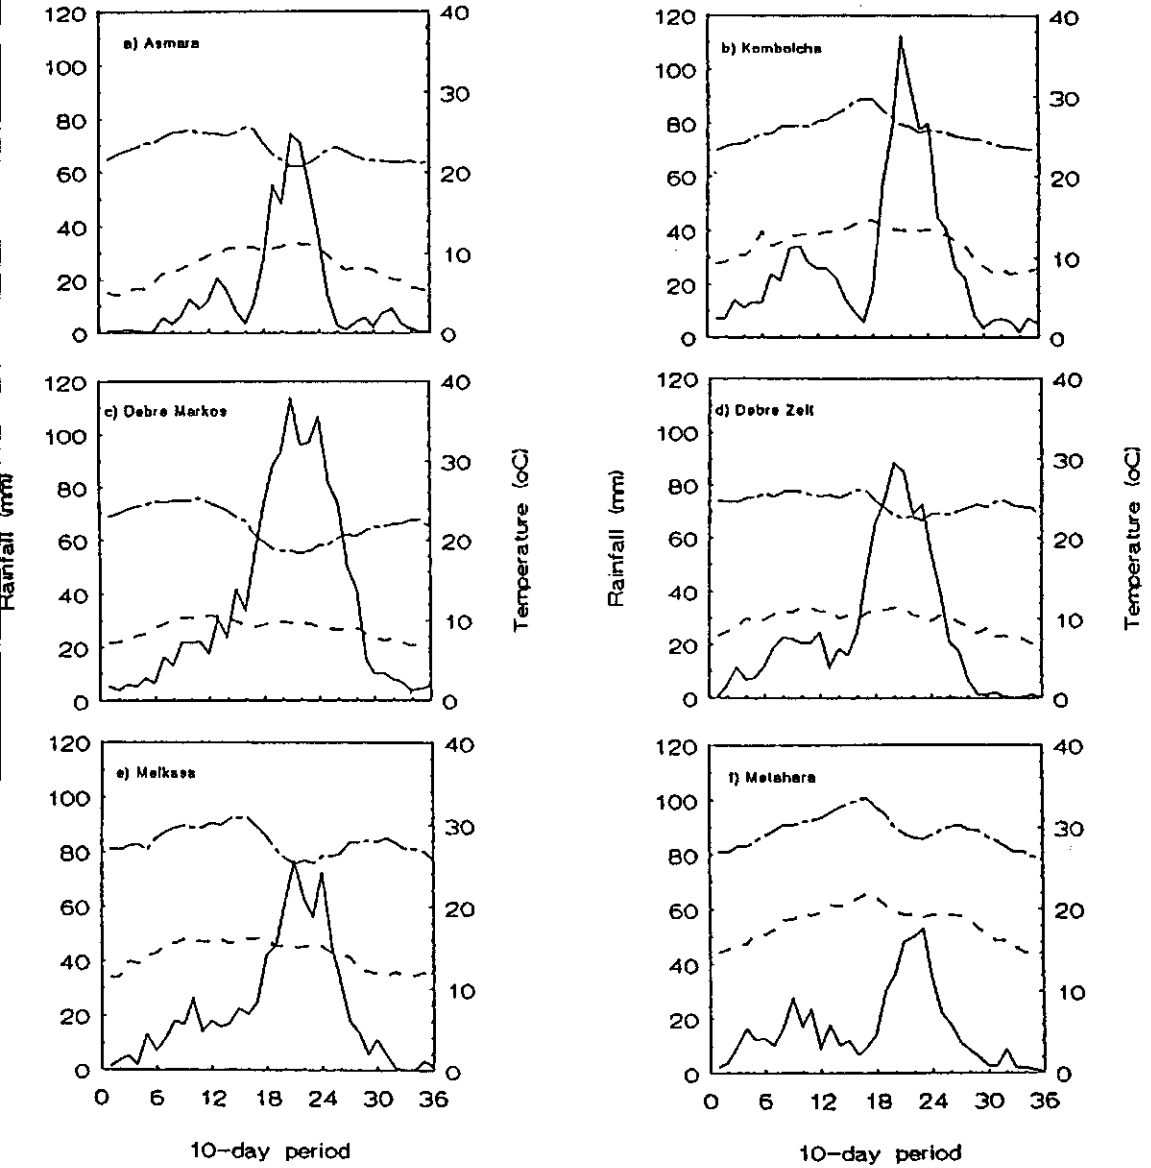 120 40 120 40
a) Asmara b) Kombolcha
100 30 100 30
80 80
60 20 60 20
40 40
20 10 20 10
0 0 0 0
120 40 120 40
c) Debre Markos d) Debre Zeit
100 30 100 30
80 80
60 20 60 20
40 40
20 10 20 10
0 0 0 0
Rainfall (mm) Temperature (oC) Rainfall (mm) Temperature (oC)
120 40 120 40
e) Melkasa f) Metahara
100 30 100 30
80 80
60 20 60 20
40 40
20 10 20 10
0 0 0 0
0 6 12 18 24 30 36 0 6 12 18 24 30 36
10-day period 10-day period